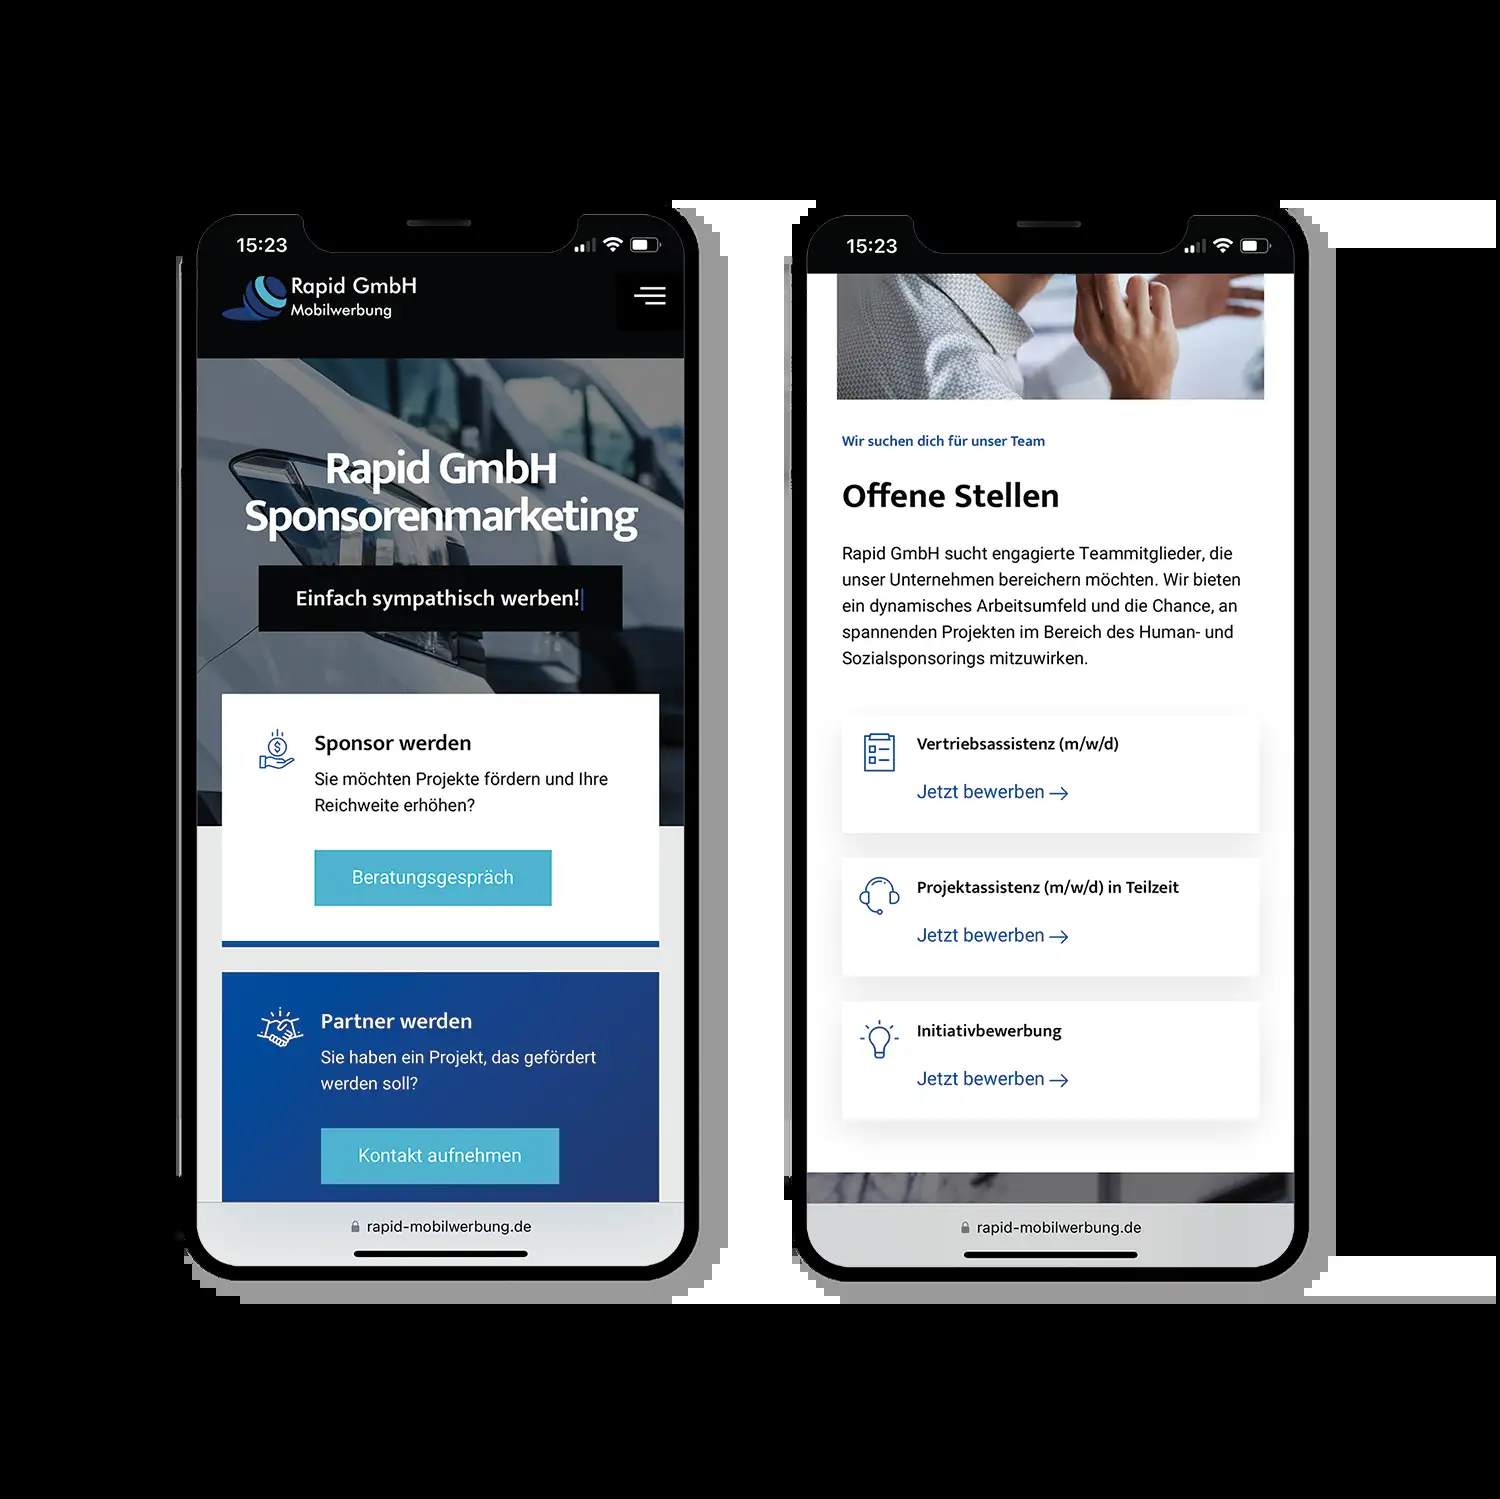 15:23
Rapid GmbH
Mobilwerbung
Rapid GmbH
Sponsorenmarketing
Einfach sympathisch werben!
Sponsor werden
Sie möchten Projekte fördern und Ihre
Reichweite erhöhen?
Beratungsgespräch
Partner werden
Sie haben ein Projekt, das gefördert
werden soll?
Kontakt aufnehmen
rapid-mobilwerbung.de
15:23
Wir suchen dich für unser Team
Offene Stellen
Rapid GmbH sucht engagierte Teammitglieder, die
unser Unternehmen bereichern möchten. Wir bieten
ein dynamisches Arbeitsumfeld und die Chance, an
spannenden Projekten im Bereich des Human- und
Sozialsponsorings mitzuwirken.
Vertriebsassistenz (m/w/d)
Jetzt bewerben →
Projektassistenz (m/w/d) in Teilzeit
Jetzt bewerben →
Initiativbewerbung
Jetzt bewerben →
rapid-mobilwerbung.de